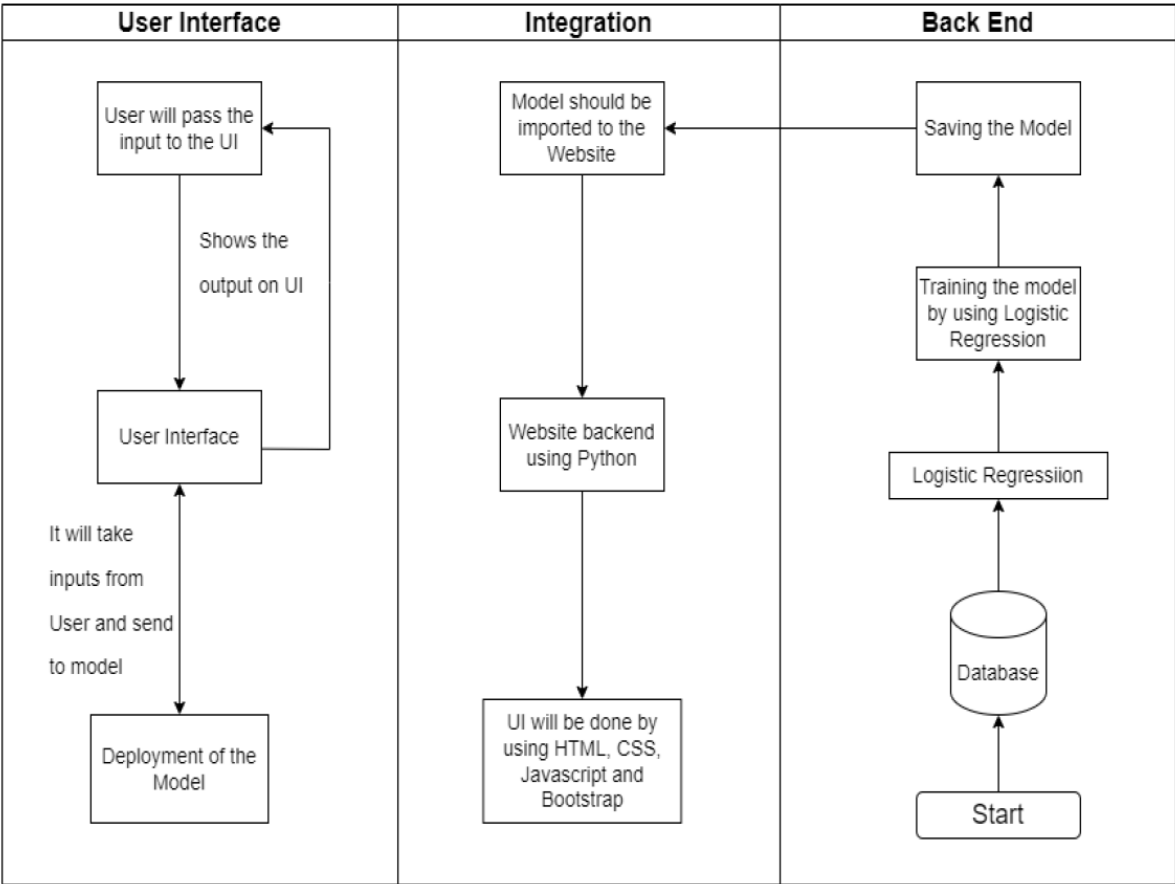 User Interface
Integration
Back End
User will pass the
input to the UI
Shows the
output on UI
User Interface
It will take
inputs from
User and send
to model
Deployment of the
Model
Model should be
imported to the
Website
Website backend
using Python
UI will be done by
using HTML, CSS,
Javascript and
Bootstrap
Saving the Model
Training the model
by using Logistic
Regression
Logistic Regressiion
Database
Start